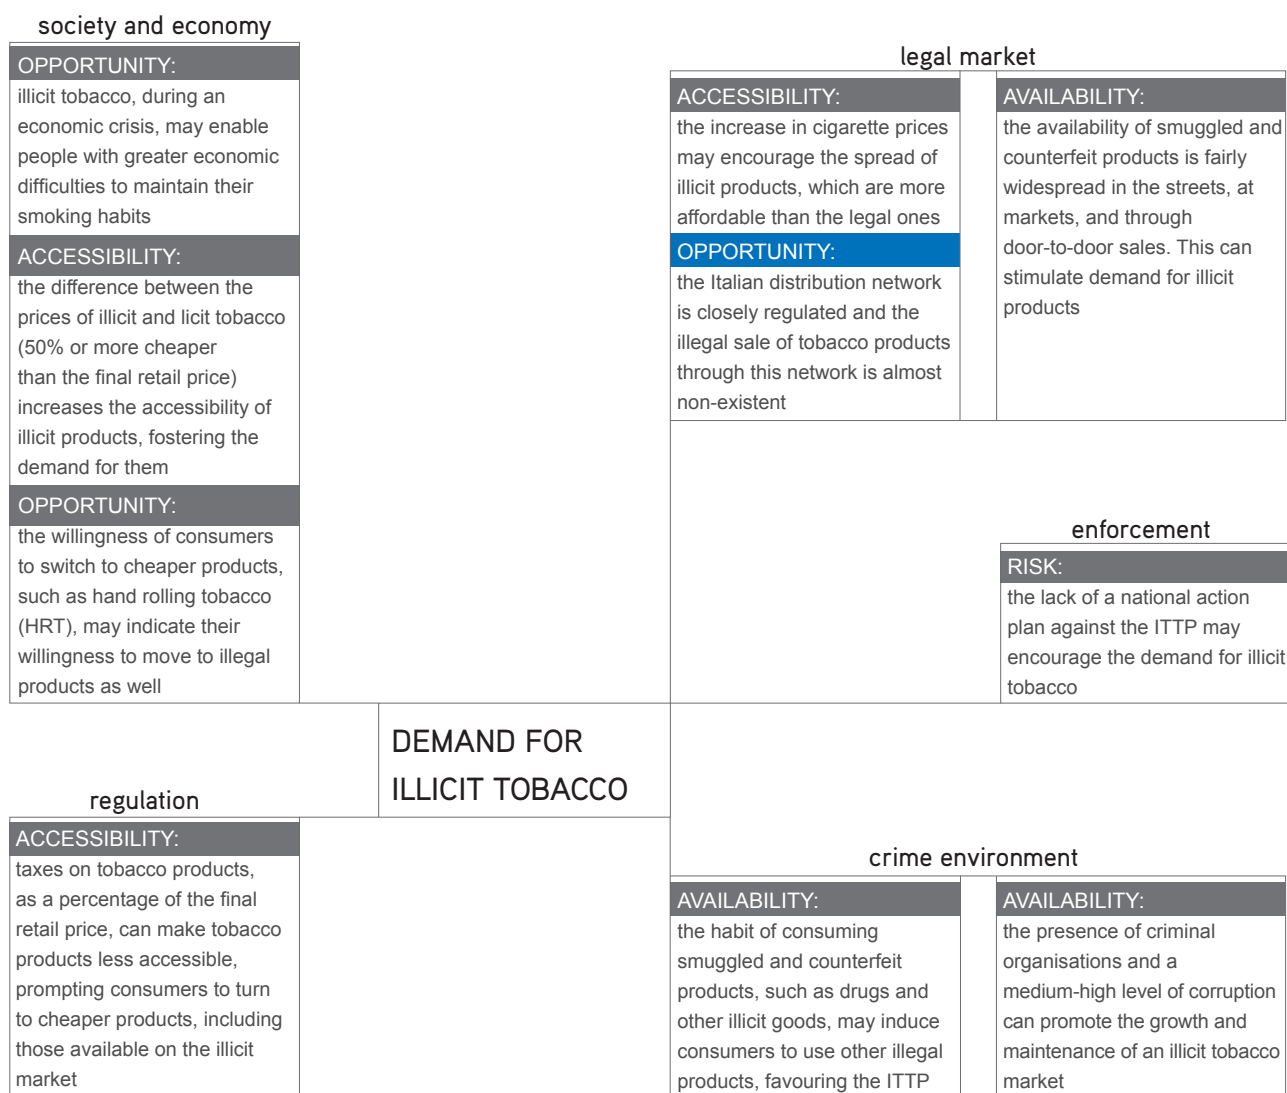 society and economy
OPPORTUNITY:
illicit tobacco, during an
economic crisis, may enable
people with greater economic
difficulties to maintain their
smoking habits
ACCESSIBILITY:
the difference between the
prices of illicit and licit tobacco
(50% or more cheaper
than the final retail price)
increases the accessibility of
illicit products, fostering the
demand for them
OPPORTUNITY:
the willingness of consumers
to switch to cheaper products,
such as hand rolling tobacco
(HRT), may indicate their
willingness to move to illegal
products as well
legal market
ACCESSIBILITY:
the increase in cigarette prices
may encourage the spread of
illicit products, which are more
affordable than the legal ones
OPPORTUNITY:
the Italian distribution network
is closely regulated and the
illegal sale of tobacco products
through this network is almost
non-existent
AVAILABILITY:
the availability of smuggled and
counterfeit products is fairly
widespread in the streets, at
markets, and through
door-to-door sales. This can
stimulate demand for illicit
products
enforcement
RISK:
the lack of a national action
plan against the ITTP may
encourage the demand for illicit
tobacco
DEMAND FOR
ILLICIT TOBACCO
regulation
ACCESSIBILITY:
taxes on tobacco products,
as a percentage of the final
retail price, can make tobacco
products less accessible,
prompting consumers to turn
to cheaper products, including
those available on the illicit
market
crime environment
AVAILABILITY:
the habit of consuming
smuggled and counterfeit
products, such as drugs and
other illicit goods, may induce
consumers to use other illegal
products, favouring the ITTP
AVAILABILITY:
the presence of criminal
organisations and a
medium-high level of corruption
can promote the growth and
maintenance of an illicit tobacco
market